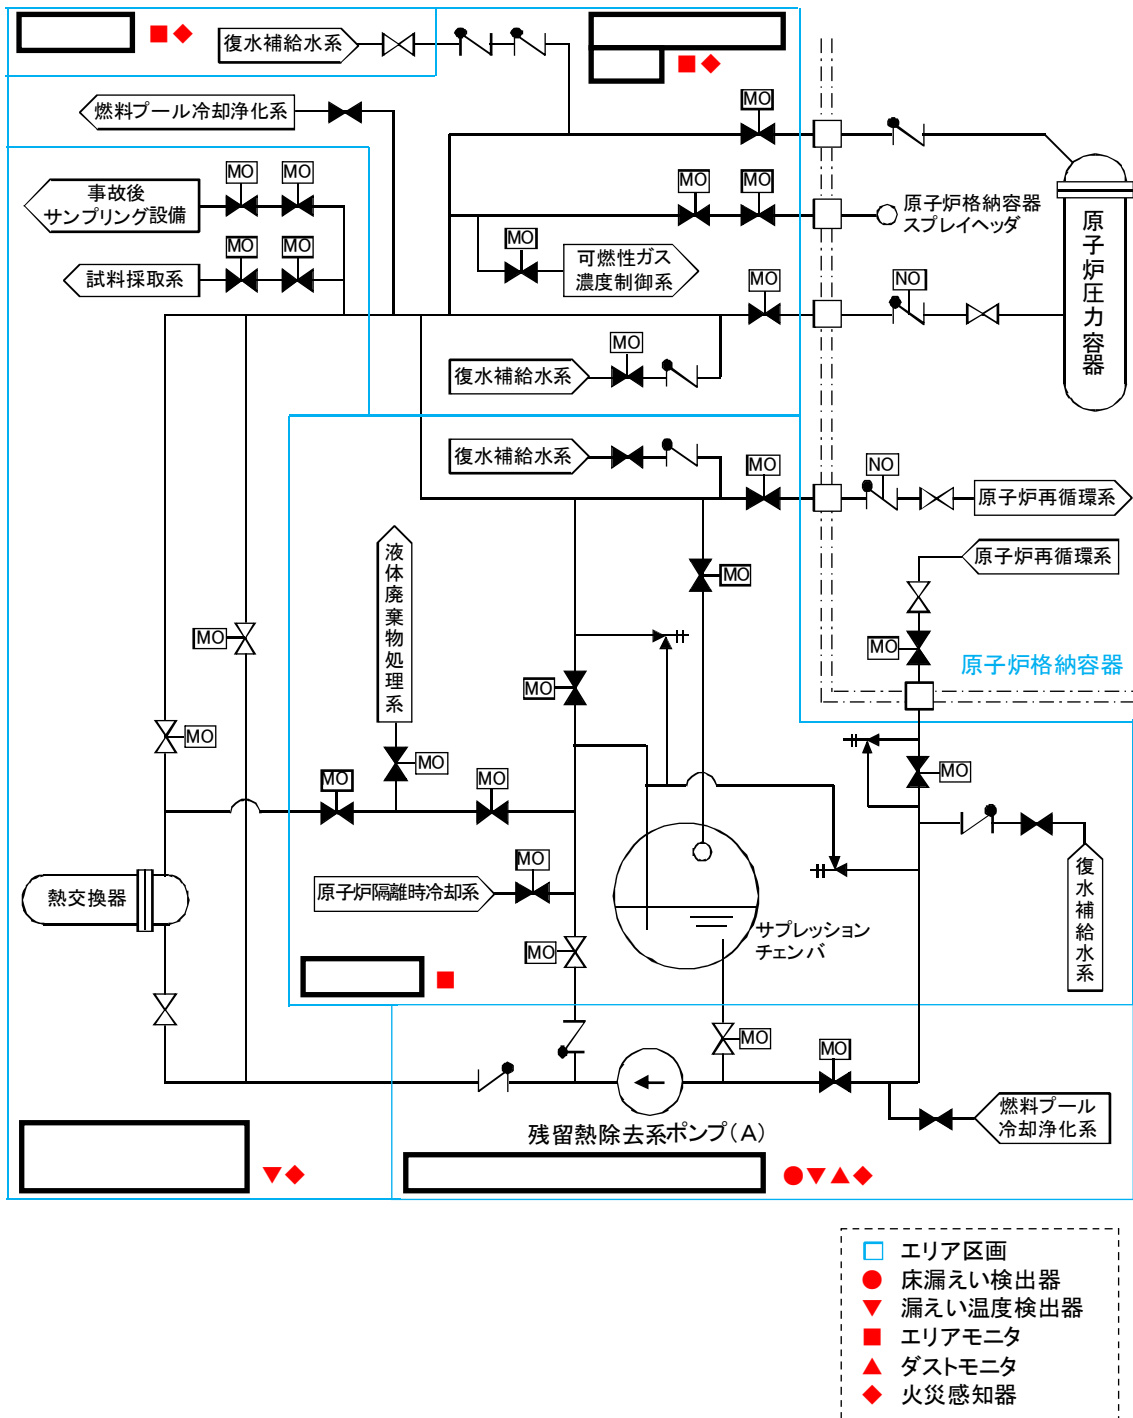 復水補給水系
燃料プール冷却浄化系
MO
MO
MO
事故後
サンプリング設備
MO
MO
原子炉格納容器
スプレイヘッダ
MO
MO
試料採取系
MO
可燃性ガス
濃度制御系
MO
NO
原子炉圧力容器
MO
復水補給水系
復水補給水系
MO
NO
原子炉再循環系
液体廃棄物処理系
MO
原子炉再循環系
MO
MO
原子炉格納容器
MO
MO
MO
MO
MO
MO
熱交換器
原子炉隔離時冷却系
MO
サプレッション
チェンバ
復水補給水系
MO
MO
MO
燃料プール
冷却浄化系
残留熱除去系ポンプ(A)
エリア区画
床漏えい検出器
漏えい温度検出器
エリアモニタ
ダストモニタ
火災感知器